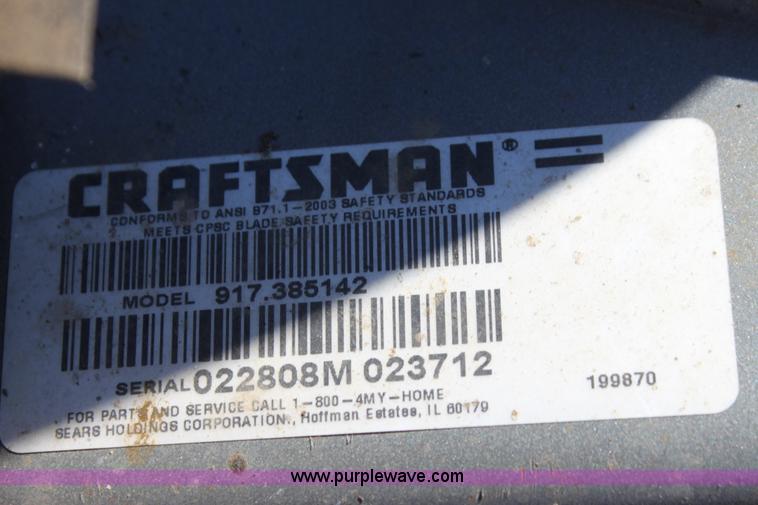 CRAFTSMAN®
CONFORMS TO ANSI B71.1-2003 SAFETY STANDARDS
MEETS CPSC BLADE SAFETY REQUIREMENTS
MODEL 917.385142
SERIAL 022808M 023712
199870
FOR PARTS AND SERVICE CALL 1-800-4MY-HOME
SEARS HOLDINGS CORPORATION, Hoffman Estates, IL 60179
www.purplewave.com